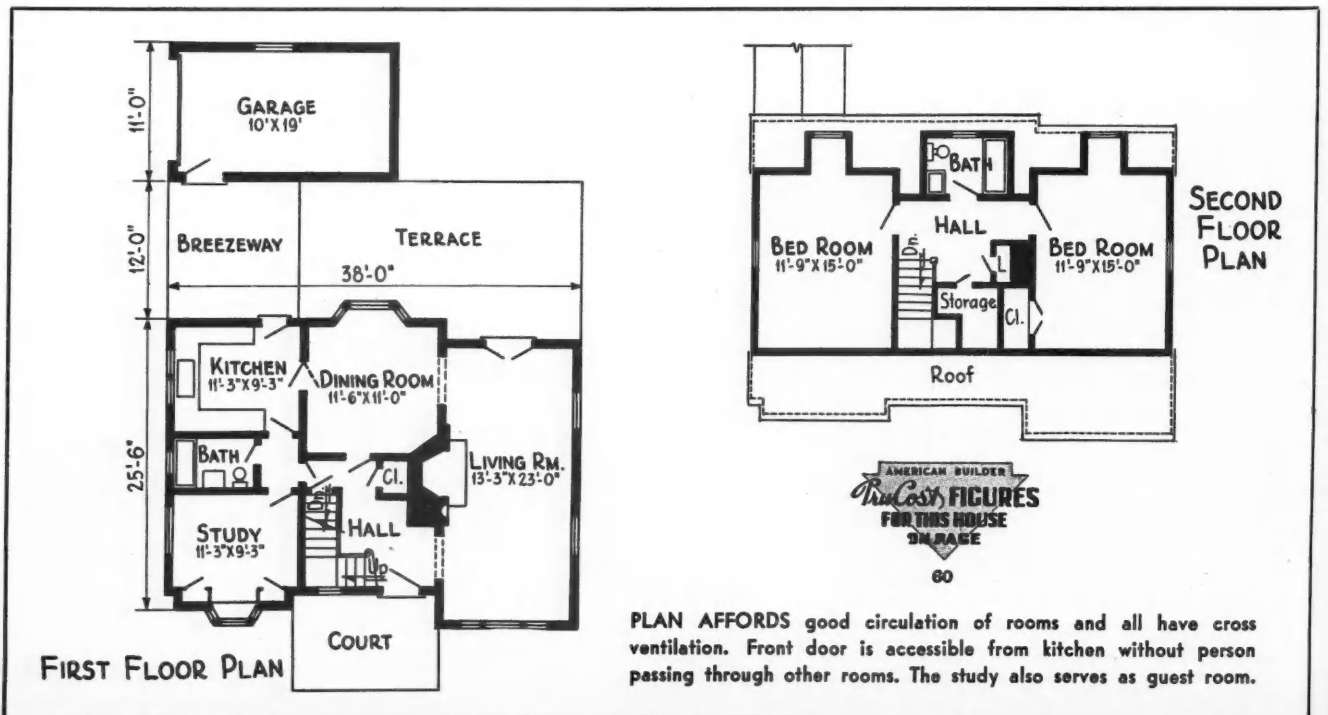 11'-0"
GARAGE
10'X19'
12'-0"
BREEZEWAY
TERRACE
38'-0"
25'-6"
KITCHEN
11'-3"X9'-3"
DINING ROOM
11'-6"X11'-0"
BATH
Cl.
LIVING RM.
13'-3"X23'-0"
Dn.
HALL
STUDY
11'-3"X9'-3"
Up
COURT
FIRST FLOOR PLAN
BATH
HALL
BED ROOM
11'-9"X15'-0"
Dn.
L
BED ROOM
11'-9"X15'-0"
Storage
Cl.
Roof
SECOND
FLOOR
PLAN
AMERICAN BUILDER
Tru Cost FIGURES
FOR THIS HOUSE
ON PAGE
60
PLAN AFFORDS good circulation of rooms and all have cross
ventilation. Front door is accessible from kitchen without person
passing through other rooms. The study also serves as guest room.